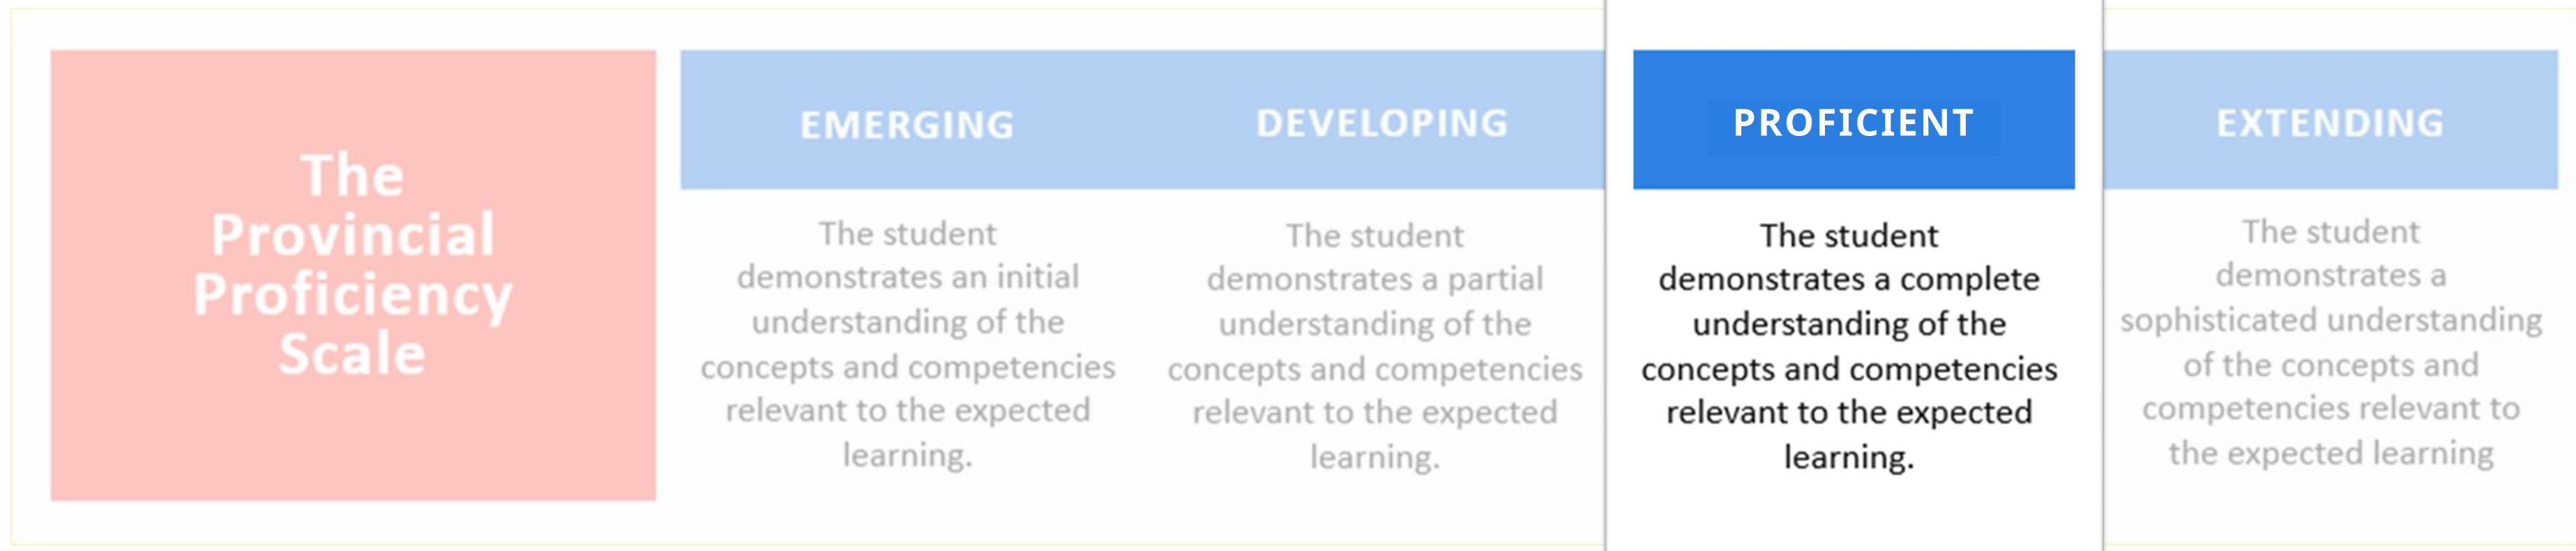 The
Provincial
Proficiency
Scale
EMERGING
The student
demonstrates an initial
understanding of the
concepts and competencies
relevant to the expected
learning.
DEVELOPING
The student
demonstrates a partial
understanding of the
concepts and competencies
relevant to the expected
learning.
PROFICIENT
The student
demonstrates a complete
understanding of the
concepts and competencies
relevant to the expected
learning.
EXTENDING
The student
demonstrates a
sophisticated understanding
of the concepts and
competencies relevant to
the expected learning